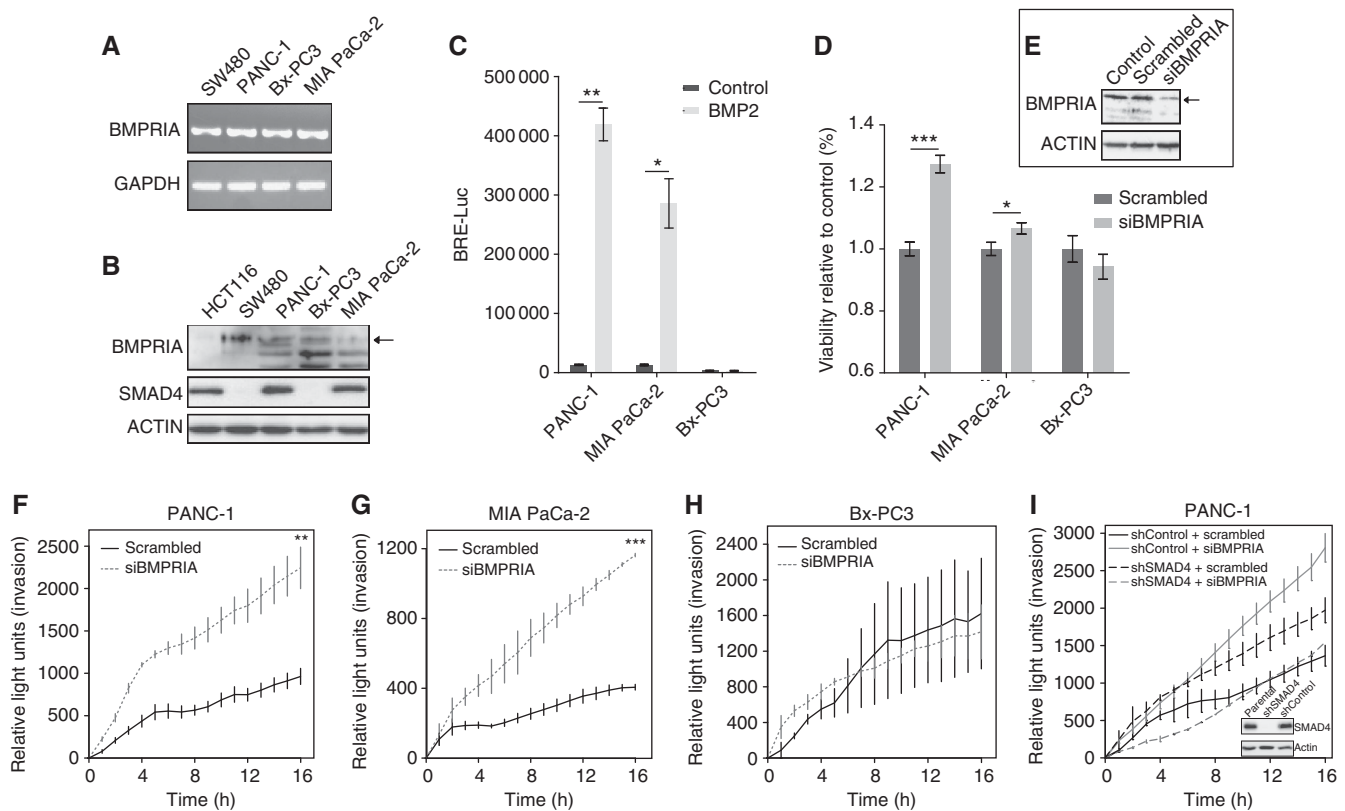 A
SW480
PANC-1
Bx-PC3
MIA PaCa-2
BMPRIA
GAPDH
B
HCT116
SW480
PANC-1
Bx-PC3
MIA PaCa-2
BMPRIA
SMAD4
ACTIN
C
500 000
400 000
300 000
200 000
100 000
0
BRE-Luc
Control
BMP2
**
*
PANC-1
MIA PaCa-2
Bx-PC3
D
1.4
1.2
1.0
0.8
0.6
Viability relative to control (%)
***
*
Scrambled
siBMPRIA
PANC-1
MIA PaCa-2
Bx-PC3
E
Control
Scrambled
siBMPRIA
BMPRIA
ACTIN
F
PANC-1
Relative light units (invasion)
2500
2000
1500
1000
500
0
Scrambled
siBMPRIA
**
0 4 8 12 16
Time (h)
G
MIA PaCa-2
Relative light units (invasion)
1200
800
400
0
Scrambled
siBMPRIA
***
0 4 8 12 16
Time (h)
H
Bx-PC3
Relative light units (invasion)
2400
2000
1600
1200
800
400
0
Scrambled
siBMPRIA
0 4 8 12 16
Time (h)
I
PANC-1
Relative light units (invasion)
3000
2500
2000
1500
1000
500
0
shControl + scrambled
shControl + siBMPRIA
shSMAD4 + scrambled
shSMAD4 + siBMPRIA
Parental
shSMAD4
shControl
SMAD4
Actin
0 4 8 12 16
Time (h)